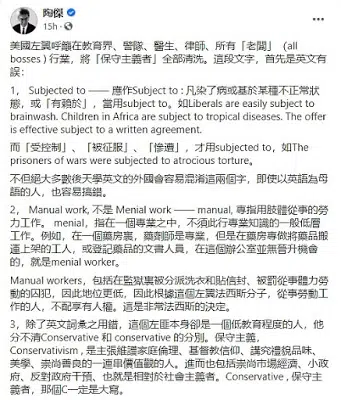 陶傑
15h
美國左翼呼籲在教育界、警隊、醫生、律師、所有「老闆」 (all
bosses ) 行業，將「保守主義者」全部清洗。這段文字，首先是英文有
誤：
1， Subjected to —— 應作Subject to : 凡染了病或基於某種不正常狀
態，或「有賴於」，當用subject to。如Liberals are easily subject to
brainwash. Children in Africa are subject to tropical diseases. The offer
is effective subject to a written agreement.
而「受控制」、「被征服」、「慘遭」，才用subjected to，如The
prisoners of wars were subjected to atrocious torture。
不但絕大多數後天學英文的外國會容易混淆這兩個字，即使以英語為母
語的人，也容易搞錯。
2， Manual work, 不是 Menial work —— manual, 專指用肢體從事的勞
力工作。 menial，指在一個專業之中，不須此行專業知識的一般低層
工作。例如，在一個藥房裏，藥劑師是專業，但是在藥房專做將藥品搬
運上架的工人，或登記藥品的文書人員，在這個辦公室並無晉升機會
的，就是menial worker。
Manual workers，包括在監獄裏被分派洗衣和貼信封、被罰從事體力勞
動的囚犯，因此地位更低，因此根據這個左翼法西斯分子，從事勞動工
作的人，不配享有人權。這是非常法西斯的決定。
3，除了英文詞彙之用錯，這個左匪本身卻是一個低教育程度的人，他
分不清Conservative 和 conservative 的分別。保守主義，
Conservativism，是主張維護家庭倫理、基督教信仰、講究禮貌品味、
美學、崇尚善良的一連串價值觀的人。進而也包括崇尚市場經濟、小政
府、反對政府干預、也就是相對於社會主義者。Conservative , 保守主
義者，那個C一定是大寫。